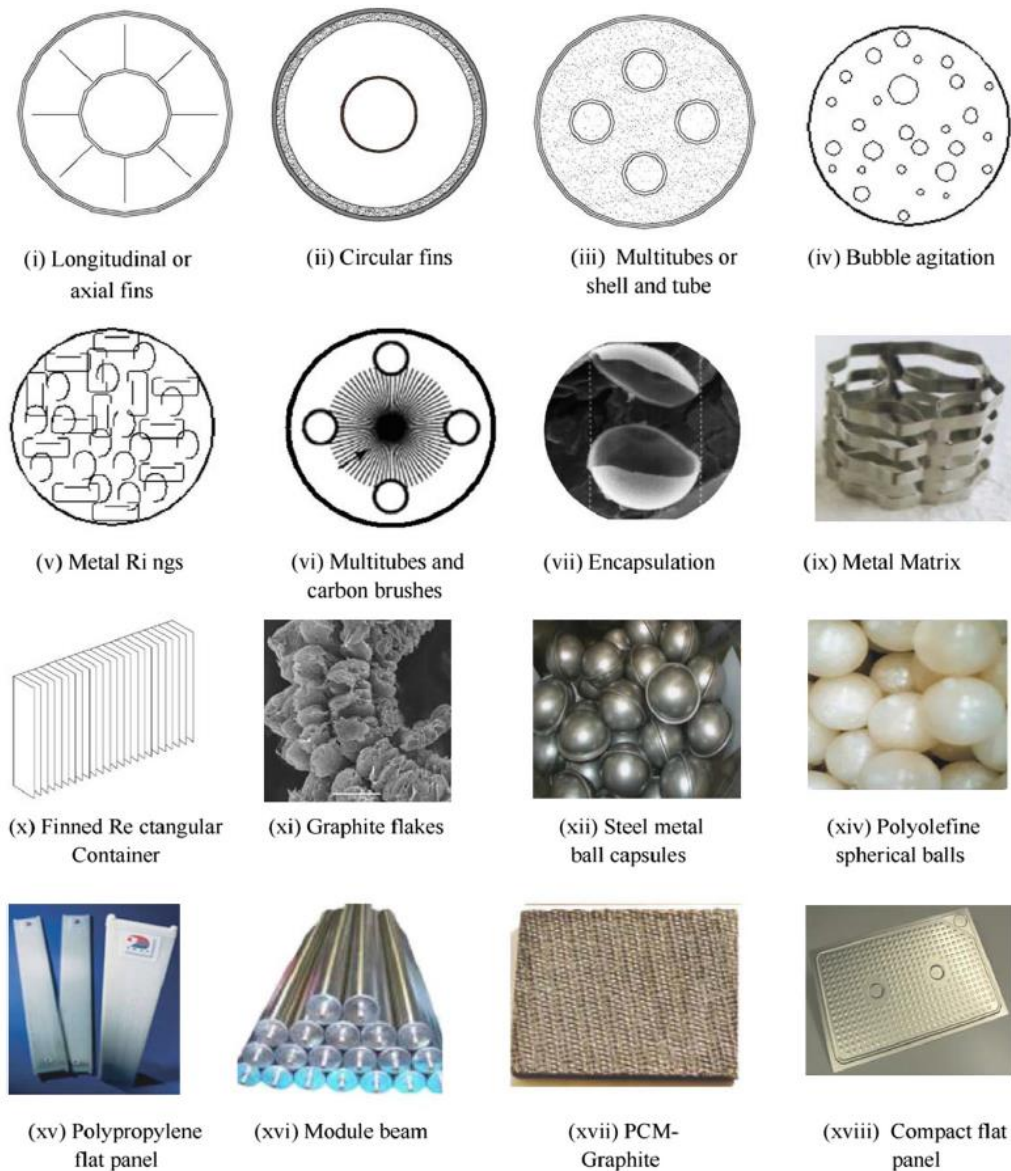 (i) Longitudinal or
axial fins
(ii) Circular fins
(iii) Multitubes or
shell and tube
(iv) Bubble agitation
(v) Metal Ri ngs
(vi) Multitubes and
carbon brushes
(vii) Encapsulation
(ix) Metal Matrix
(x) Finned Re ctangular
Container
(xi) Graphite flakes
(xii) Steel metal
ball capsules
(xiv) Polyolefine
spherical balls
(xv) Polypropylene
flat panel
(xvi) Module beam
(xvii) PCM-
Graphite
(xviii) Compact flat
panel